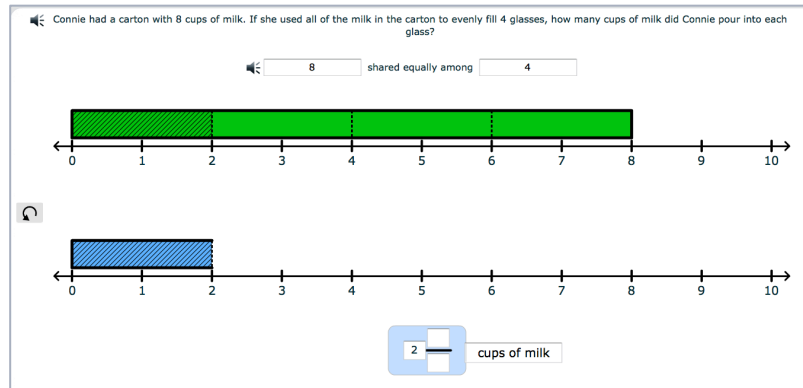 Connie had a carton with 8 cups of milk. If she used all of the milk in the carton to evenly fill 4 glasses, how many cups of milk did Connie pour into each
glass?
8 shared equally among 4
0 1 2 3 4 5 6 7 8 9 10
0 1 2 3 4 5 6 7 8 9 10
2 cups of milk